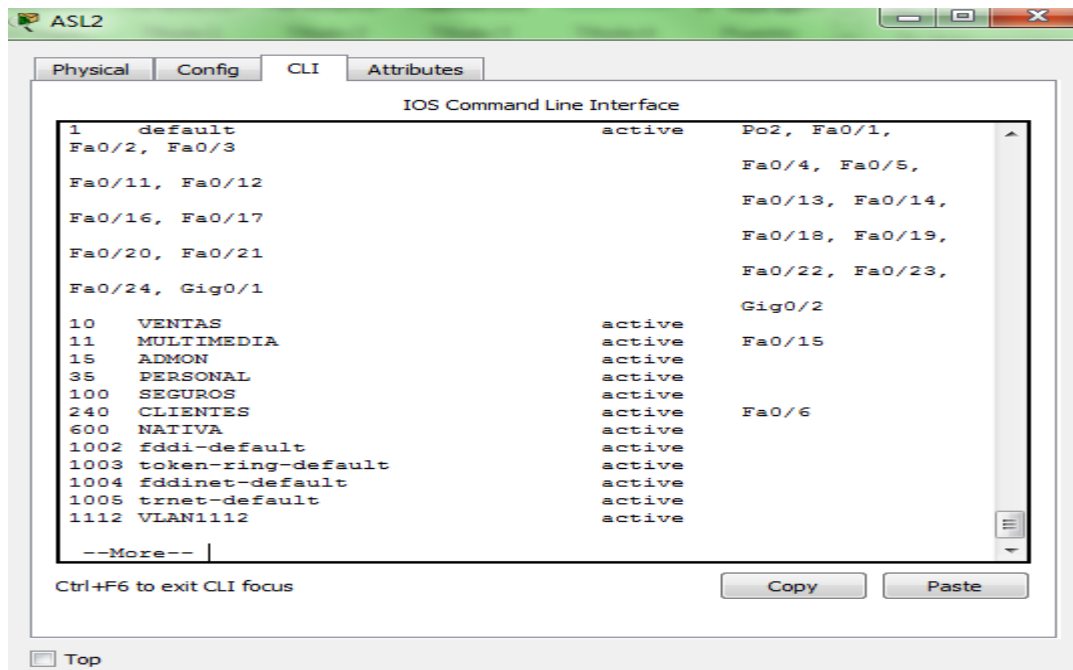 ASL2
Physical Config CLI Attributes
IOS Command Line Interface
1 default active Po2, Fa0/1,
Fa0/2, Fa0/3
Fa0/4, Fa0/5,
Fa0/11, Fa0/12
Fa0/13, Fa0/14,
Fa0/16, Fa0/17
Fa0/18, Fa0/19,
Fa0/20, Fa0/21
Fa0/22, Fa0/23,
Fa0/24, Gig0/1
Gig0/2
10 VENTAS active
11 MULTIMEDIA active Fa0/15
15 ADMON active
35 PERSONAL active
100 SEGUROS active
240 CLIENTES active Fa0/6
600 NATIVA active
1002 fddi-default active
1003 token-ring-default active
1004 fddinet-default active
1005 trnet-default active
1112 VLAN1112 active
--More--
Ctrl+F6 to exit CLI focus
Copy Paste
Top